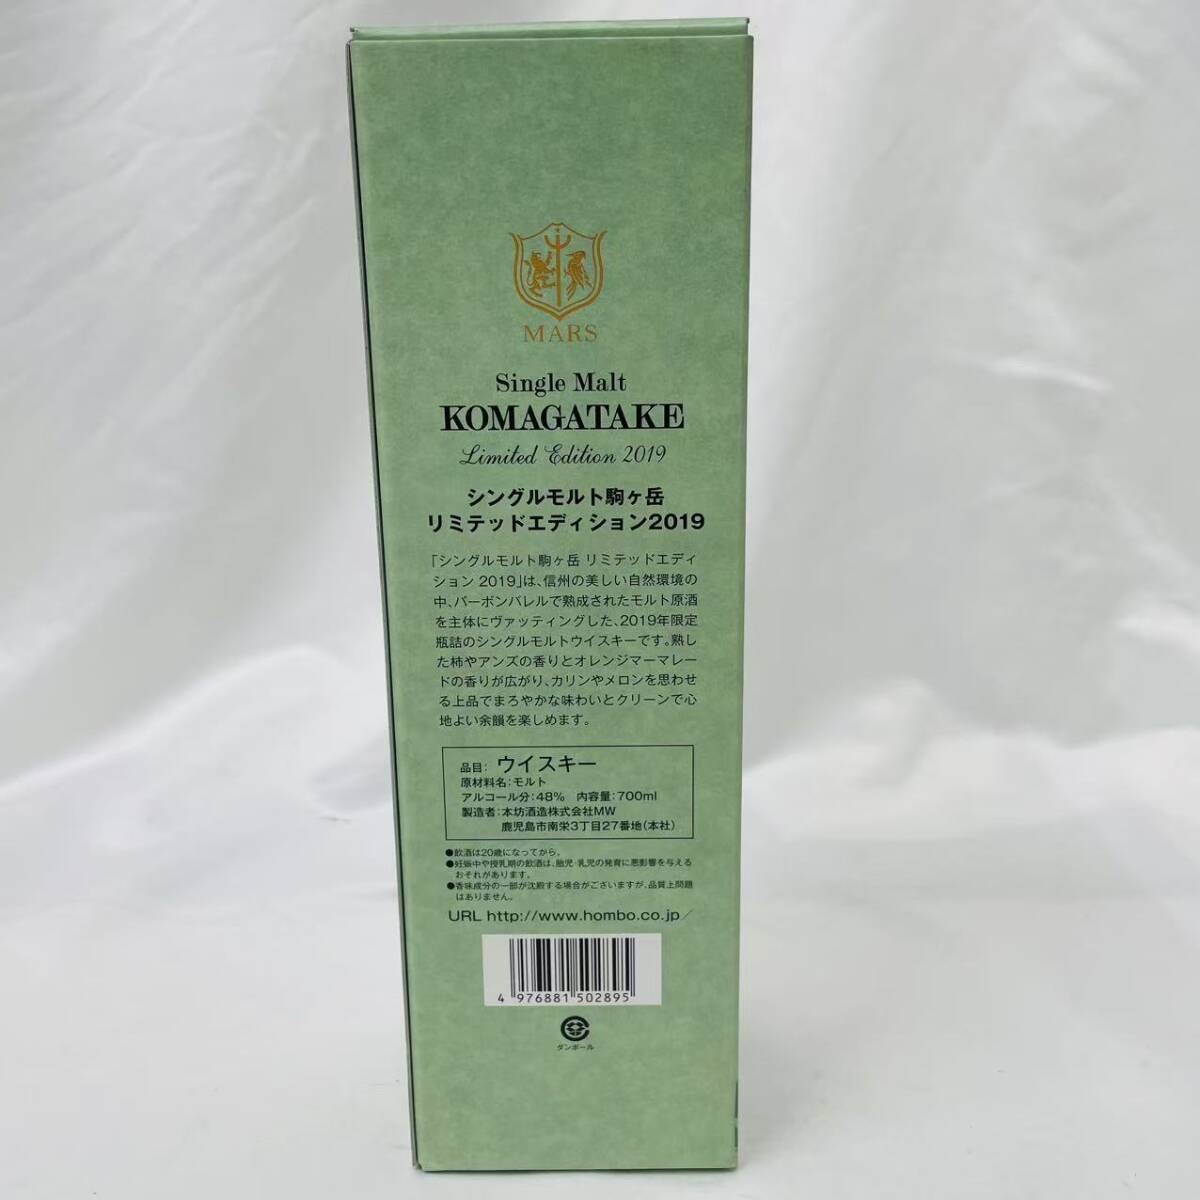 MARS
Single Malt
KOMAGATAKE
Limited Edition 2019
シングルモルト駒ヶ岳
リミテッドエディション2019
「シングルモルト駒ヶ岳 リミテッドエディ
ション 2019」は、信州の美しい自然環境の
中、バーボンバレルで熟成されたモルト原酒
を主体にヴァッティングした、2019年限定
瓶詰のシングルモルトウイスキーです。熟し
た柿やアンズの香りとオレンジマーマレー
ドの香りが広がり、カリンやメロンを思わせ
る上品でまろやかな味わいとクリーンで心
地よい余韻を楽しめます。
品目: ウイスキー
原材料名:モルト
アルコール分:48% 内容量:700ml
製造者:本坊酒造株式会社MW
鹿児島市南栄3丁目27番地(本社)
●飲酒は20歳になってから。
●妊娠中や授乳期の飲酒は、胎児・乳児の発育に悪影響を与える
おそれがあります。
●香味成分の一部が沈殿する場合がございますが、品質上問題
はありません。
URL http://www.hombo.co.jp/
4 976881 502895
ダンボール